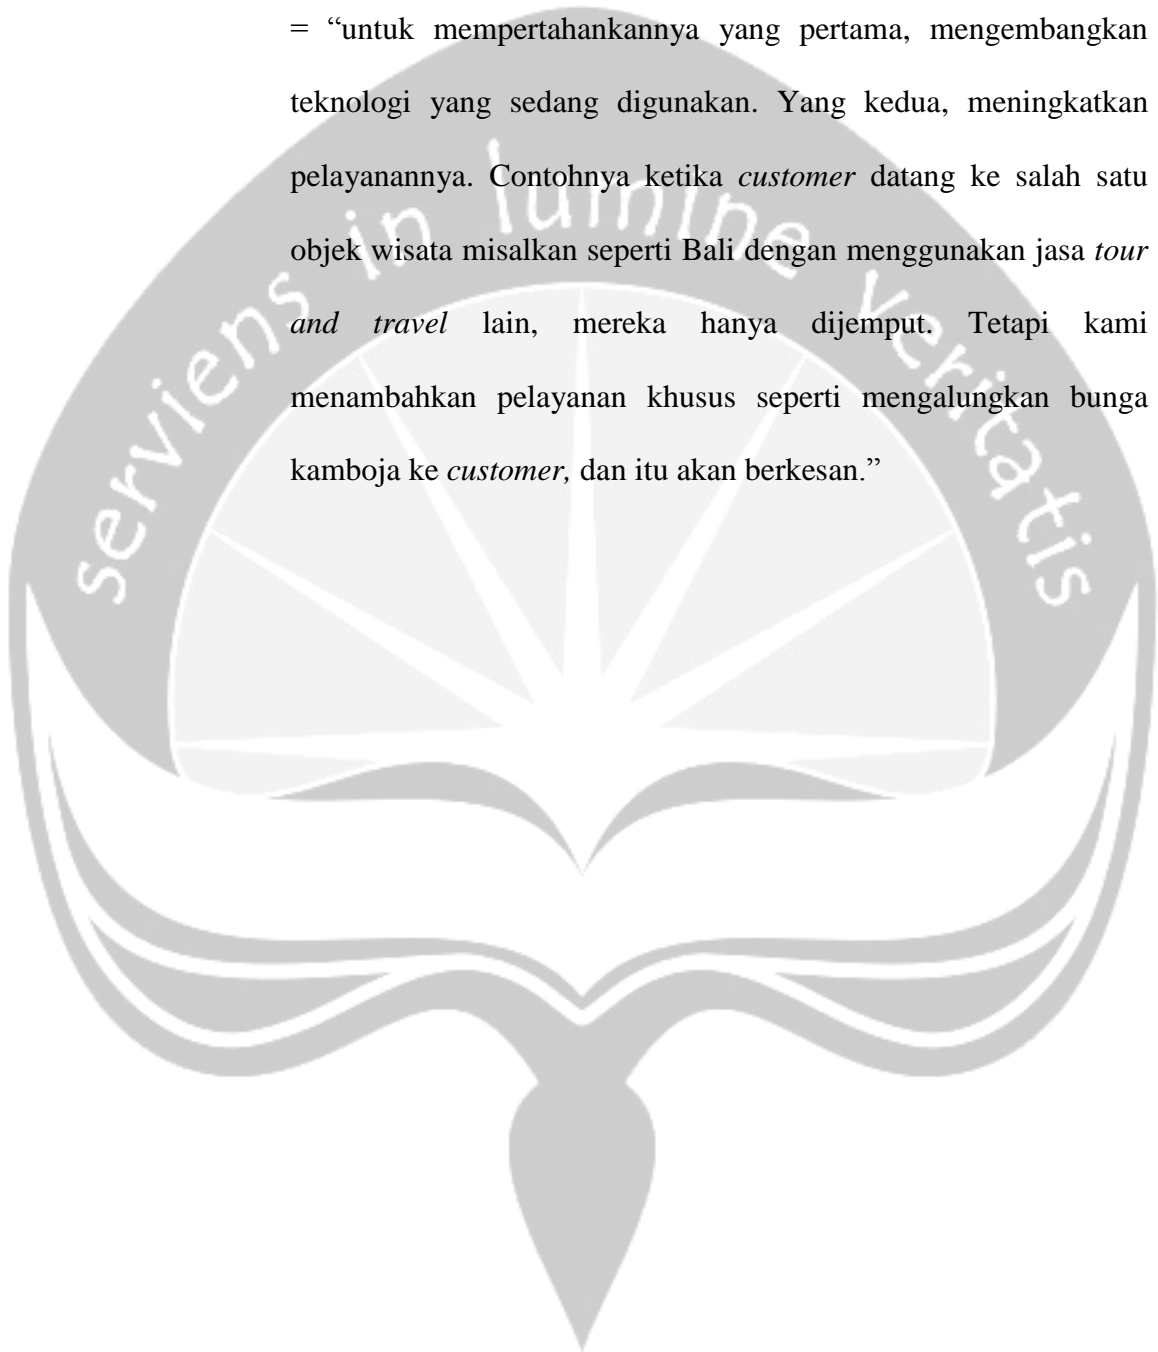 = “untuk mempertahankannya yang pertama, mengembangkan
teknologi yang sedang digunakan. Yang kedua, meningkatkan
pelayanannya. Contohnya ketika customer datang ke salah satu
objek wisata misalkan seperti Bali dengan menggunakan jasa tour
and travel lain, mereka hanya dijemput. Tetapi kami
menambahkan pelayanan khusus seperti mengalungkan bunga
kamboja ke customer, dan itu akan berkesan.”
serviens in lumine veritatis